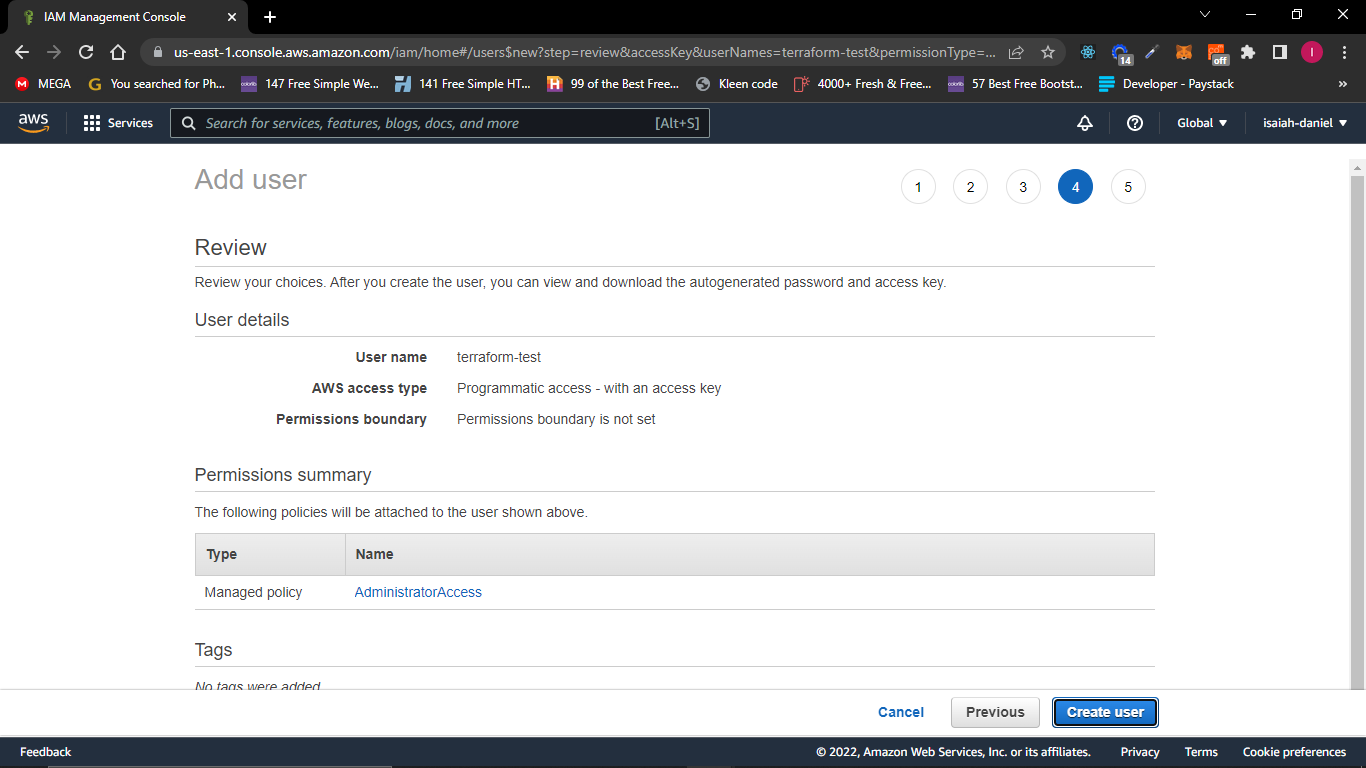 IAM Management Console
us-east-1.console.aws.amazon.com/iam/home#/users$new?step=review&accessKey&userNames=terraform-test&permissionType=...
14
off
I
MEGA
You searched for Ph...
147 Free Simple We...
141 Free Simple HT...
99 of the Best Free...
Kleen code
4000+ Fresh & Free...
57 Best Free Bootst...
Developer - Paystack
»
aws
Services
Search for services, features, blogs, docs, and more
[Alt+S]
Global
isaiah-daniel
Add user
1 2 3 4 5
Review
Review your choices. After you create the user, you can view and download the autogenerated password and access key.
User details
User name terraform-test
AWS access type Programmatic access - with an access key
Permissions boundary Permissions boundary is not set
Permissions summary
The following policies will be attached to the user shown above.
Type Name
Managed policy AdministratorAccess
Tags
No tags were added
Cancel Previous Create user
Feedback © 2022, Amazon Web Services, Inc. or its affiliates. Privacy Terms Cookie preferences